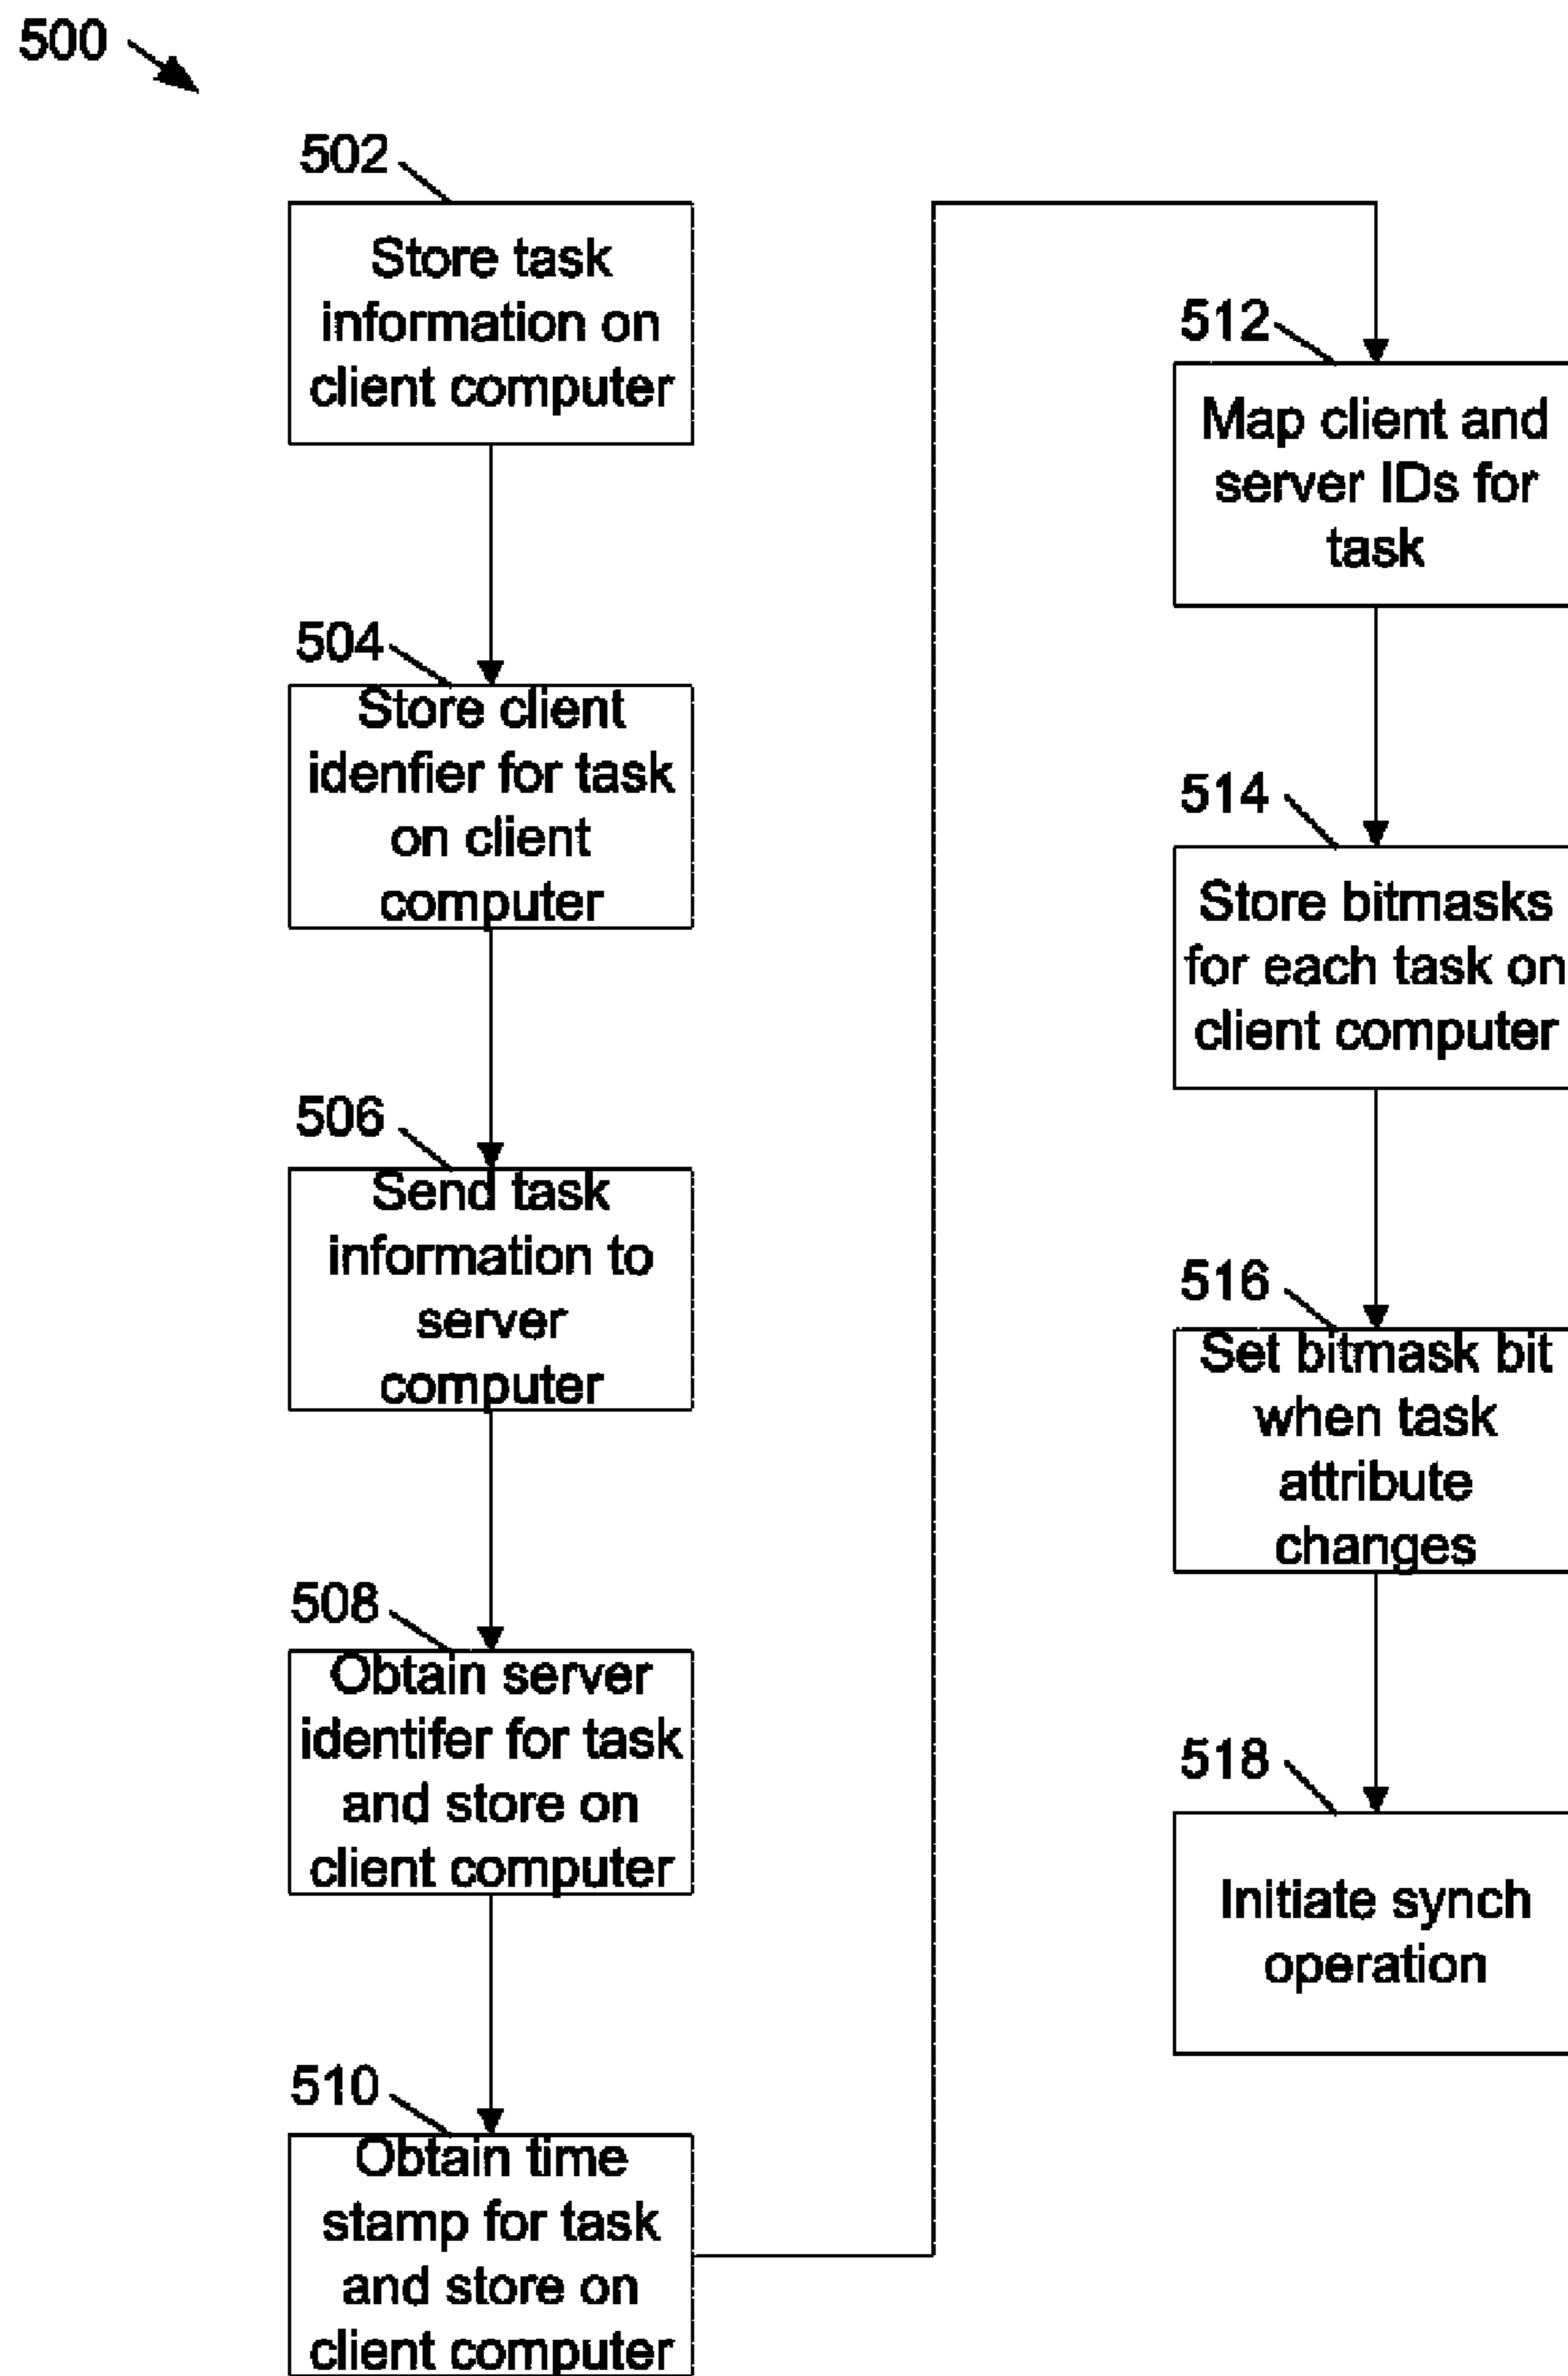 500
502
Store task
information on
client computer
504
Store client
idenfier for task
on client
computer
506
Send task
information to
server
computer
508
Obtain server
identifer for task
and store on
client computer
510
Obtain time
stamp for task
and store on
client computer
512
Map client and
server IDs for
task
514
Store bitmasks
for each task on
client computer
516
Set bitmask bit
when task
attribute
changes
518
Initiate synch
operation